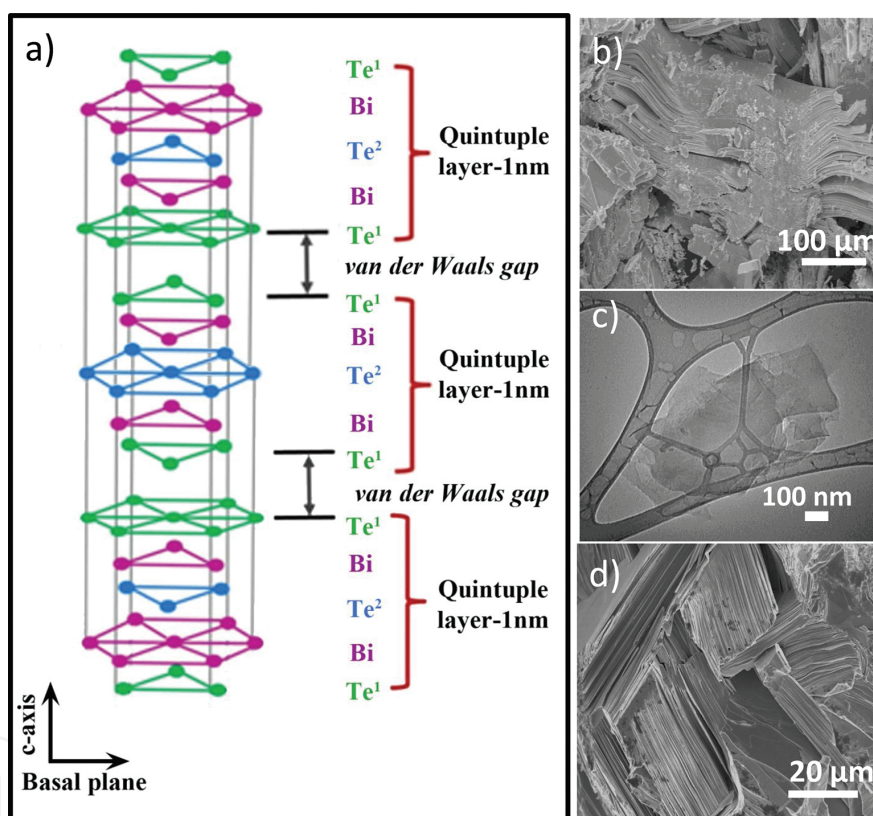 a)
Te¹
Bi
Te²
Bi
Te¹
Quintuple
layer-1nm
van der Waals gap
Te¹
Bi
Te²
Bi
Te¹
Quintuple
layer-1nm
van der Waals gap
Te¹
Bi
Te²
Bi
Te¹
Quintuple
layer-1nm
c-axis
Basal plane
b)
100 μm
c)
100 nm
d)
20 μm